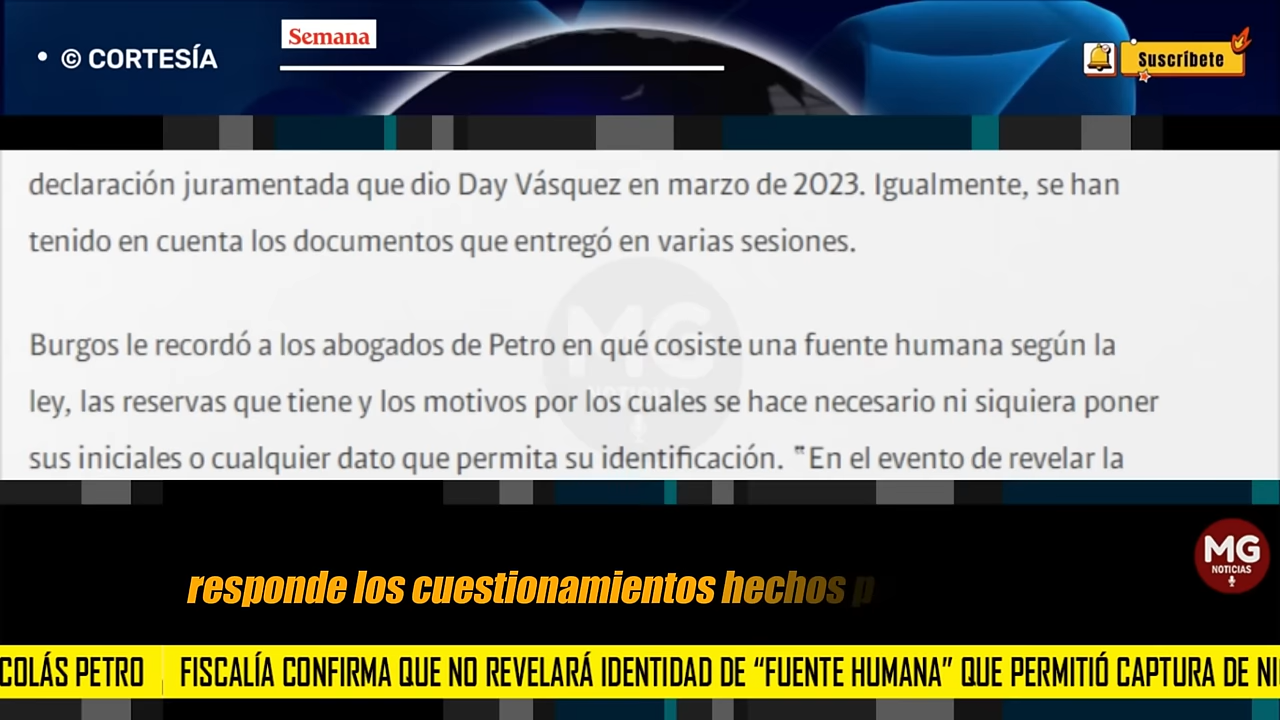 • © CORTESÍA
Semana
Suscríbete
declaración juramentada que dio Day Vásquez en marzo de 2023. Igualmente, se han
tenido en cuenta los documentos que entregó en varias sesiones.
Burgos le recordó a los abogados de Petro en qué cosiste una fuente humana según la
ley, las reservas que tiene y los motivos por los cuales se hace necesario ni siquiera poner
sus iniciales o cualquier dato que permita su identificación. "En el evento de revelar la
MG
NOTICIAS
responde los cuestionamientos hechos p
MG
NOTICIAS
COLÁS PETRO FISCALÍA CONFIRMA QUE NO REVELARÁ IDENTIDAD DE “FUENTE HUMANA” QUE PERMITIÓ CAPTURA DE NI